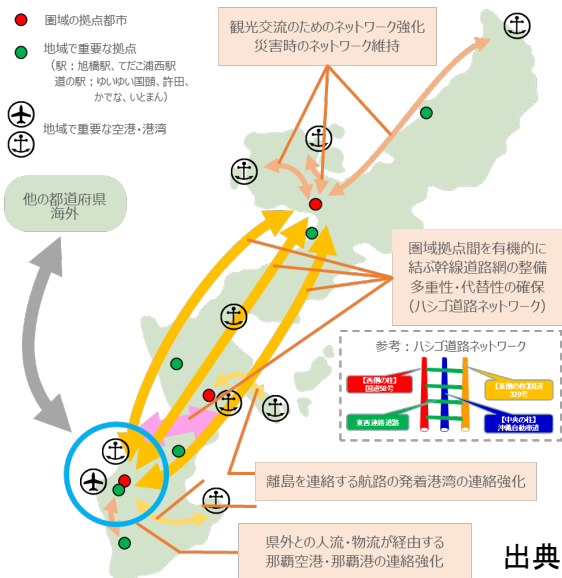 圏域の拠点都市
地域で重要な拠点
(駅：旭橋駅、てだこ浦西駅
道の駅：ゆいゆい国頭、許田、
かでな、いとまん)
地域で重要な空港・港湾
観光交流のためのネットワーク強化
災害時のネットワーク維持
他の都道府県
海外
圏域拠点間を有機的に
結ぶ幹線道路網の整備
多重性・代替性の確保
(ハシゴ道路ネットワーク)
参考：ハシゴ道路ネットワーク
【西側の柱】
国道58号
【東側の柱】国道
329号
東西連絡道路
【中央の柱】
沖縄自動車道
離島を連絡する航路の発着港湾の連絡強化
県外との人流・物流が経由する
那覇空港・那覇港の連絡強化
出典